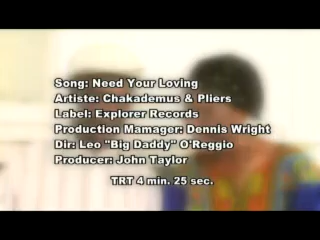 Song: Need Your Loving
Artiste: Chakademus & Pliers
Label: Explorer Records
Production Mamager: Dennis Wright
Dir: Leo "Big Daddy" O'Reggio
Producer: John Taylor
TRT 4 min. 25 sec.